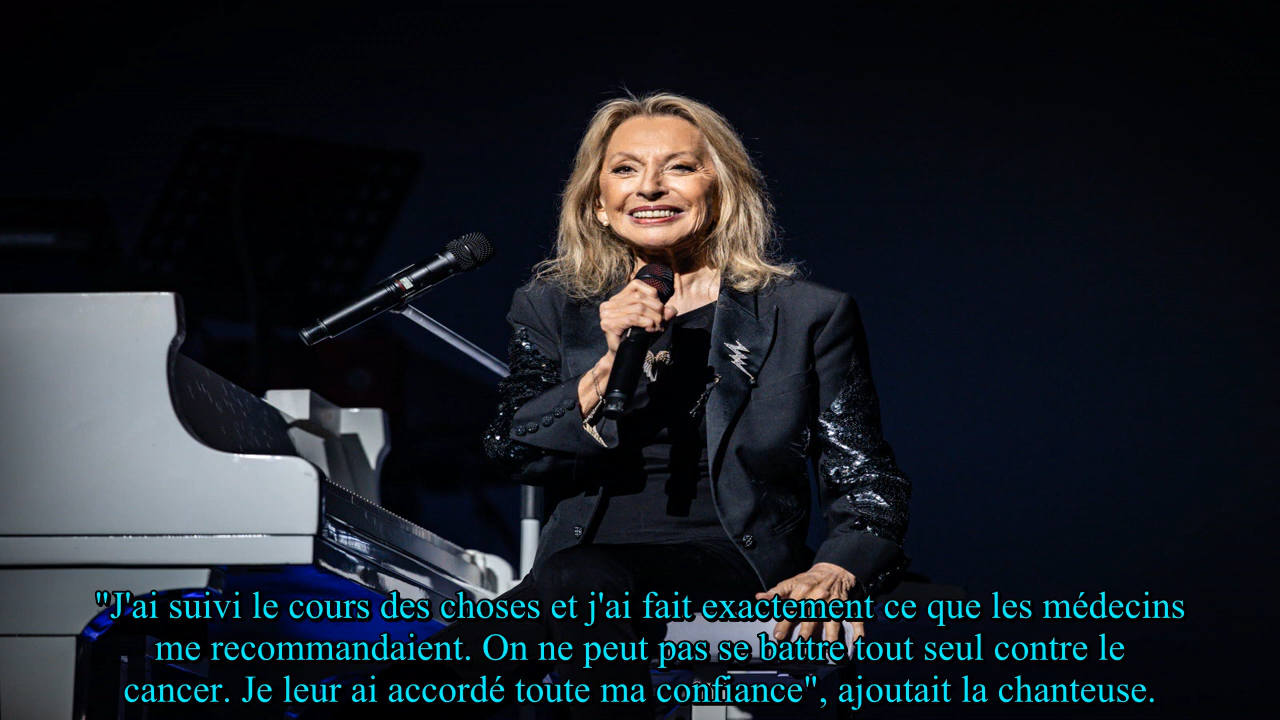 "J'ai suivi le cours des choses et j'ai fait exactement ce que les médecins
me recommandaient. On ne peut pas se battre tout seul contre le
cancer. Je leur ai accordé toute ma confiance", ajoutait la chanteuse.